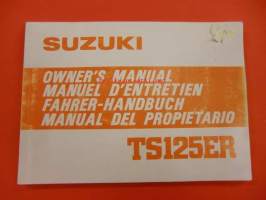 SUZUKI
OWNER'S MANUAL
MANUEL D'ENTRETIEN
FAHRER-HANDBUCH
MANUAL DEL PROPIETARIO
TS125ER